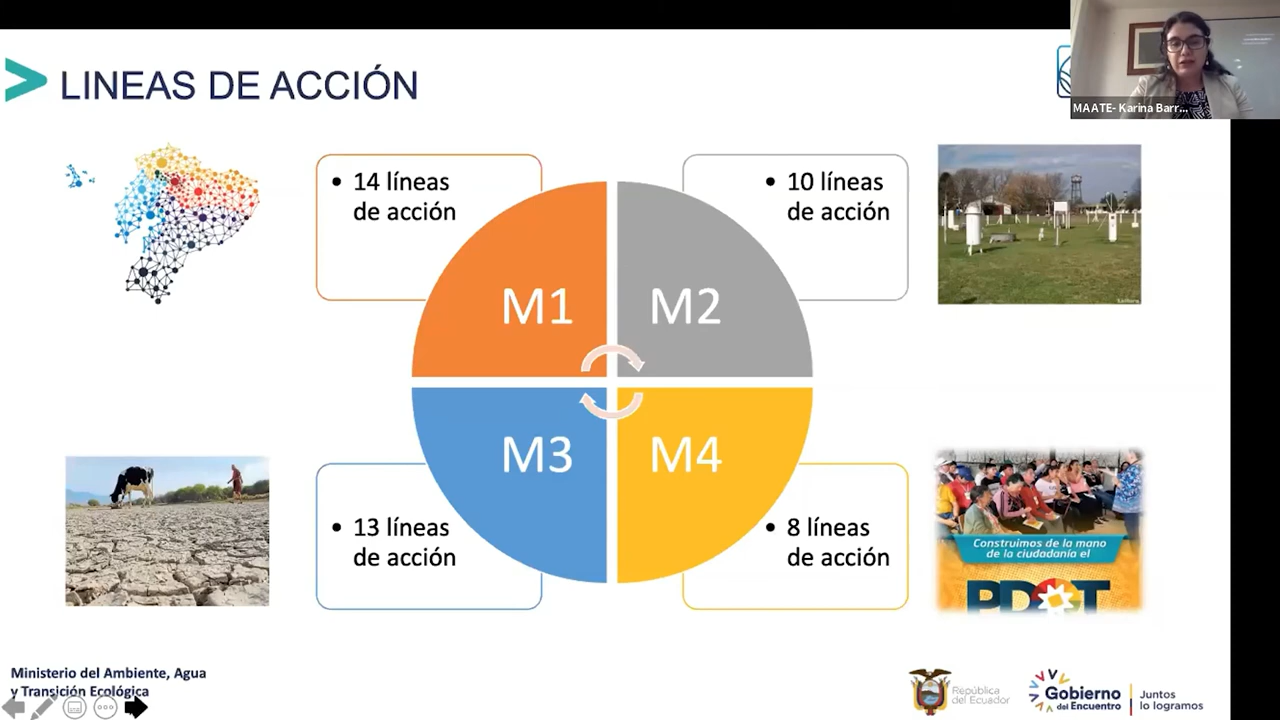 LINEAS DE ACCIÓN
MAATE- Karina Barr...
• 14 líneas
de acción
• 10 líneas
de acción
M1
M2
M3
M4
• 13 líneas
de acción
• 8 líneas
de acción
Construimos de la mano
de la ciudadanía el
PDOT
Ministerio del Ambiente, Agua
y Transición Ecológica
República
del Ecuador
Gobierno
del Encuentro
Juntos
lo logramos